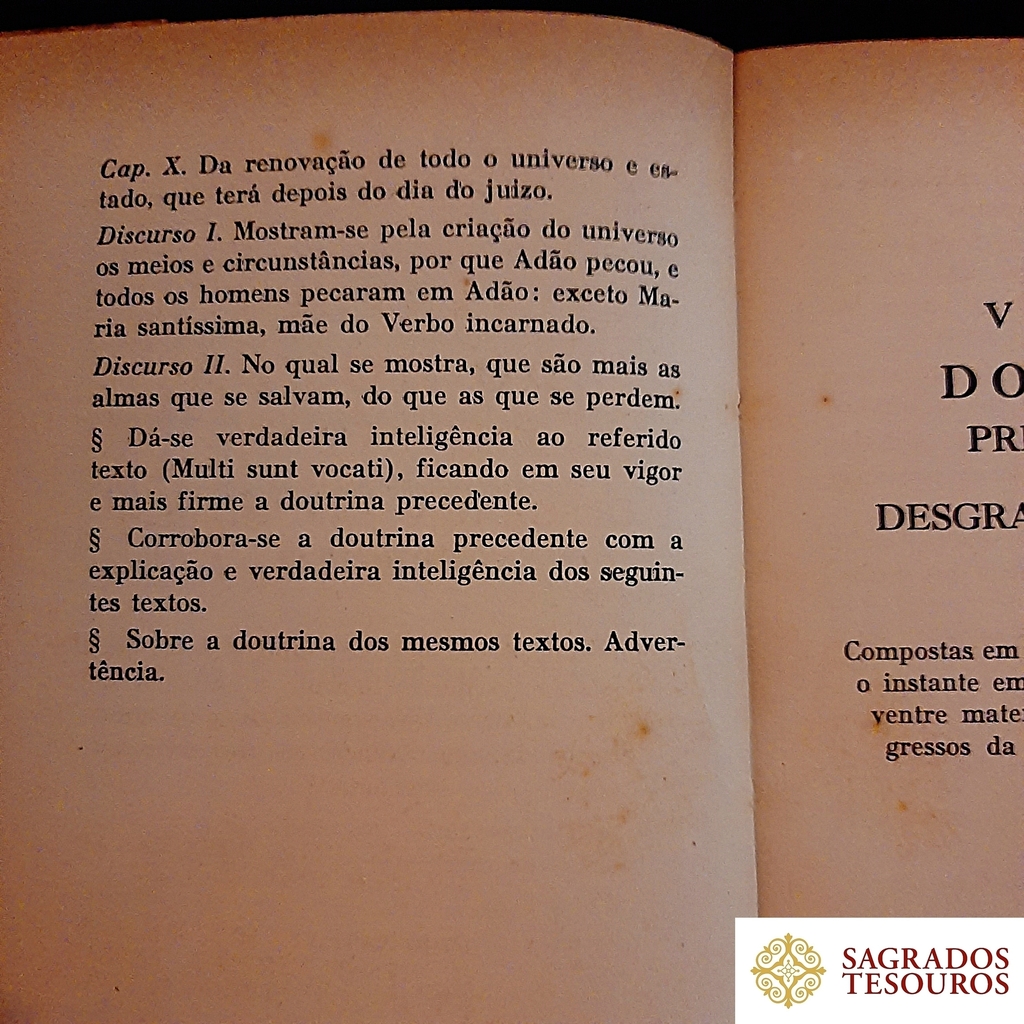 Cap. X. Da renovação de todo o universo e es-
tado, que terá depois do dia do juizo.
Discurso I. Mostram-se pela criação do universo
os meios e circunstâncias, por que Adão pecou, e
todos os homens pecaram em Adão: exceto Ma-
ria santíssima, mãe do Verbo incarnado.
Discurso II. No qual se mostra, que são mais as
almas que se salvam, do que as que se perdem.
§ Dá-se verdadeira inteligência ao referido
texto (Multi sunt vocati), ficando em seu vigor
e mais firme a doutrina precedente.
§ Corrobora-se a doutrina precedente com a
explicação e verdadeira inteligência dos seguin-
tes textos.
§ Sobre a doutrina dos mesmos textos. Adver-
tência.
V
DO
PRE
DESGRA
Compostas em
o instante em
ventre mater
gressos da
SAGRADOS
TESOUROS